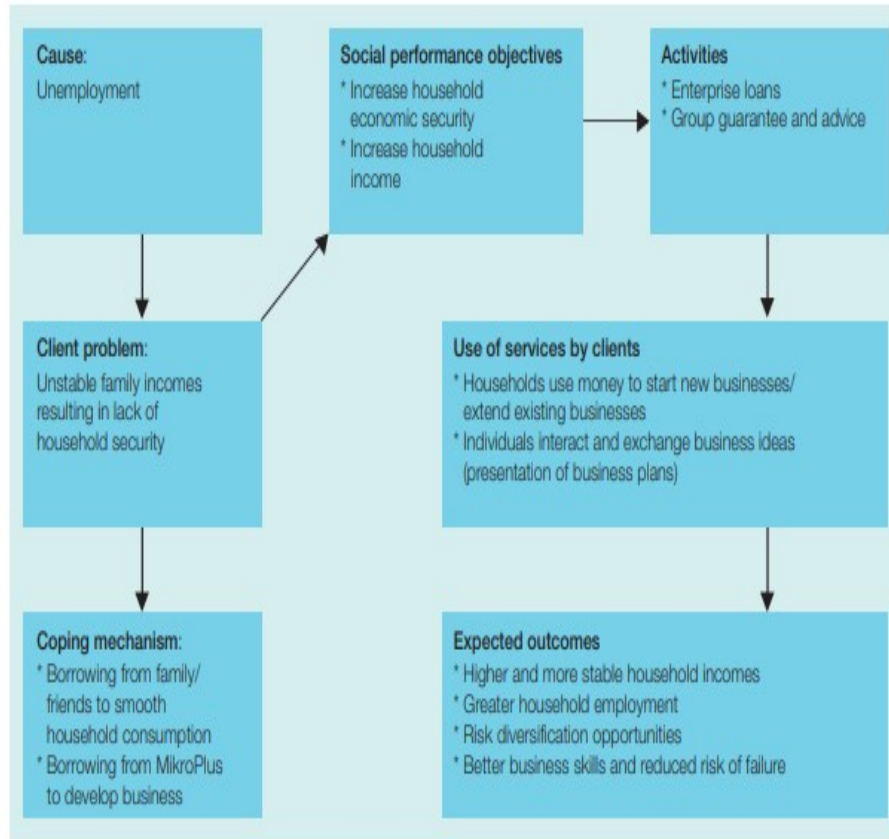 Cause:
Unemployment
Social performance objectives
* Increase household
economic security
* Increase household
income
Activities
* Enterprise loans
* Group guarantee and advice
Client problem:
Unstable family incomes
resulting in lack of
household security
Use of services by clients
* Households use money to start new businesses/
extend existing businesses
* Individuals interact and exchange business ideas
(presentation of business plans)
Coping mechanism:
* Borrowing from family/
friends to smooth
household consumption
* Borrowing from MikroPlus
to develop business
Expected outcomes
* Higher and more stable household incomes
* Greater household employment
* Risk diversification opportunities
* Better business skills and reduced risk of failure